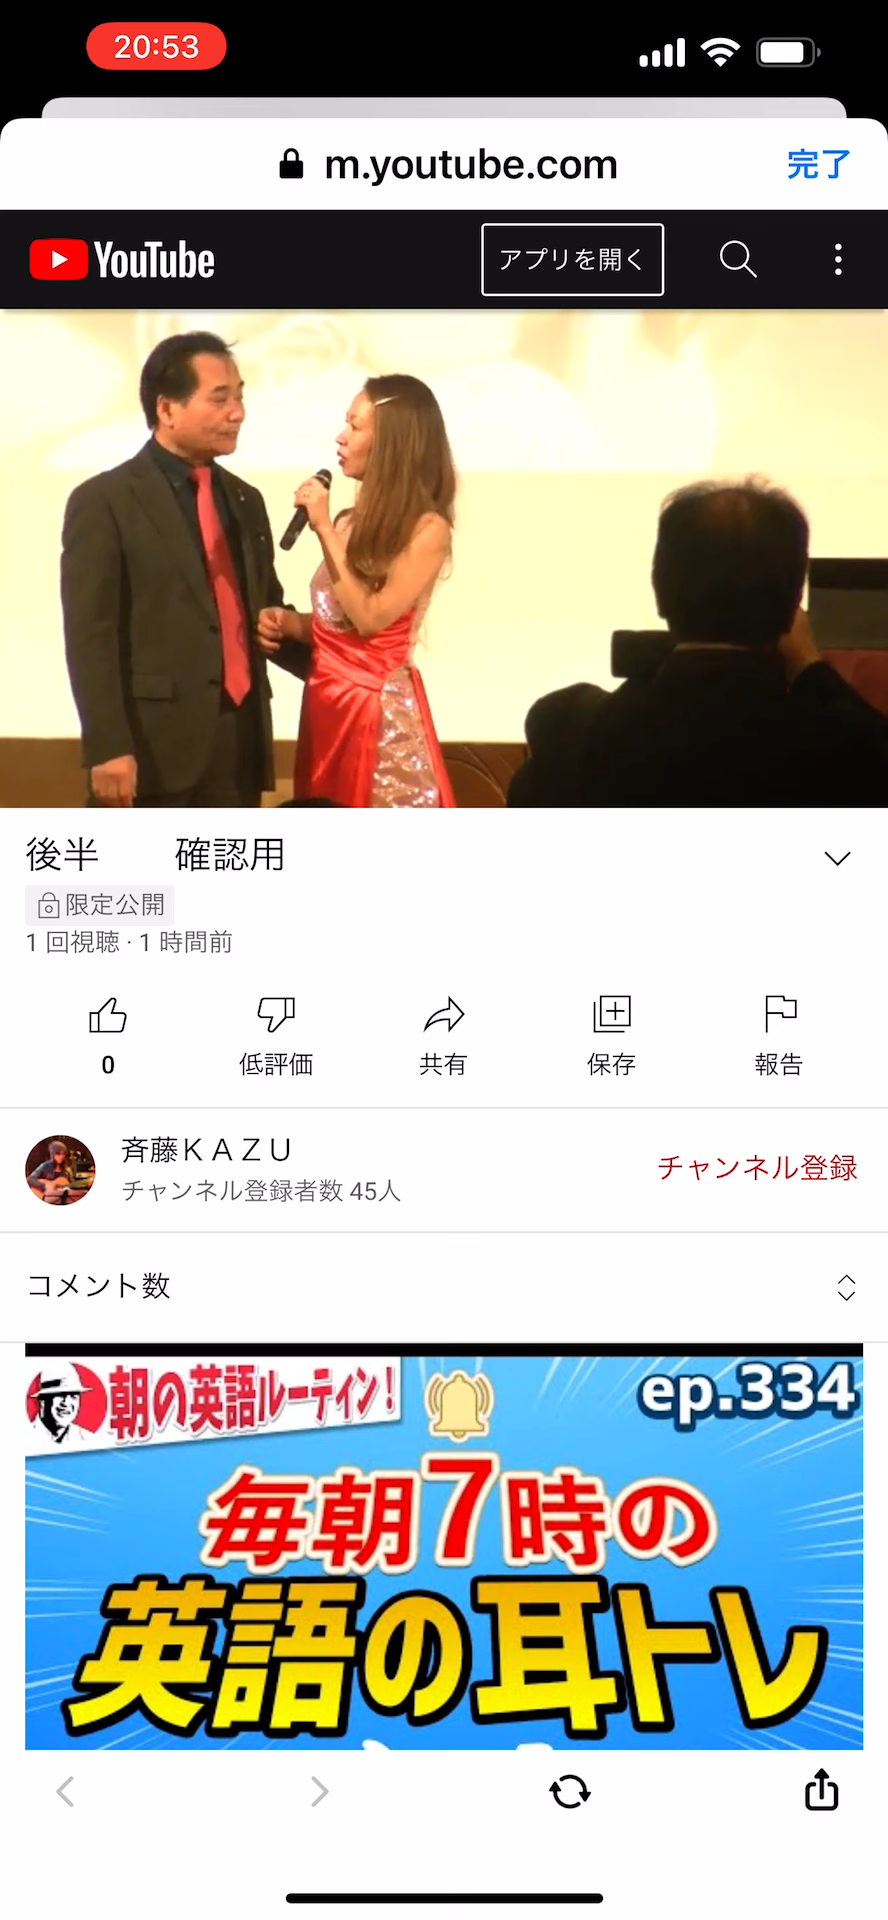 20:53
m.youtube.com
完了
YouTube
アプリを開く
後半 確認用
限定公開
1 回視聴 · 1 時間前
0
低評価
共有
保存
報告
斉藤ＫＡＺＵ
チャンネル登録者数 45人
チャンネル登録
コメント数
朝の英語ルーティン!
ep.334
毎朝7時の
英語の耳トレ